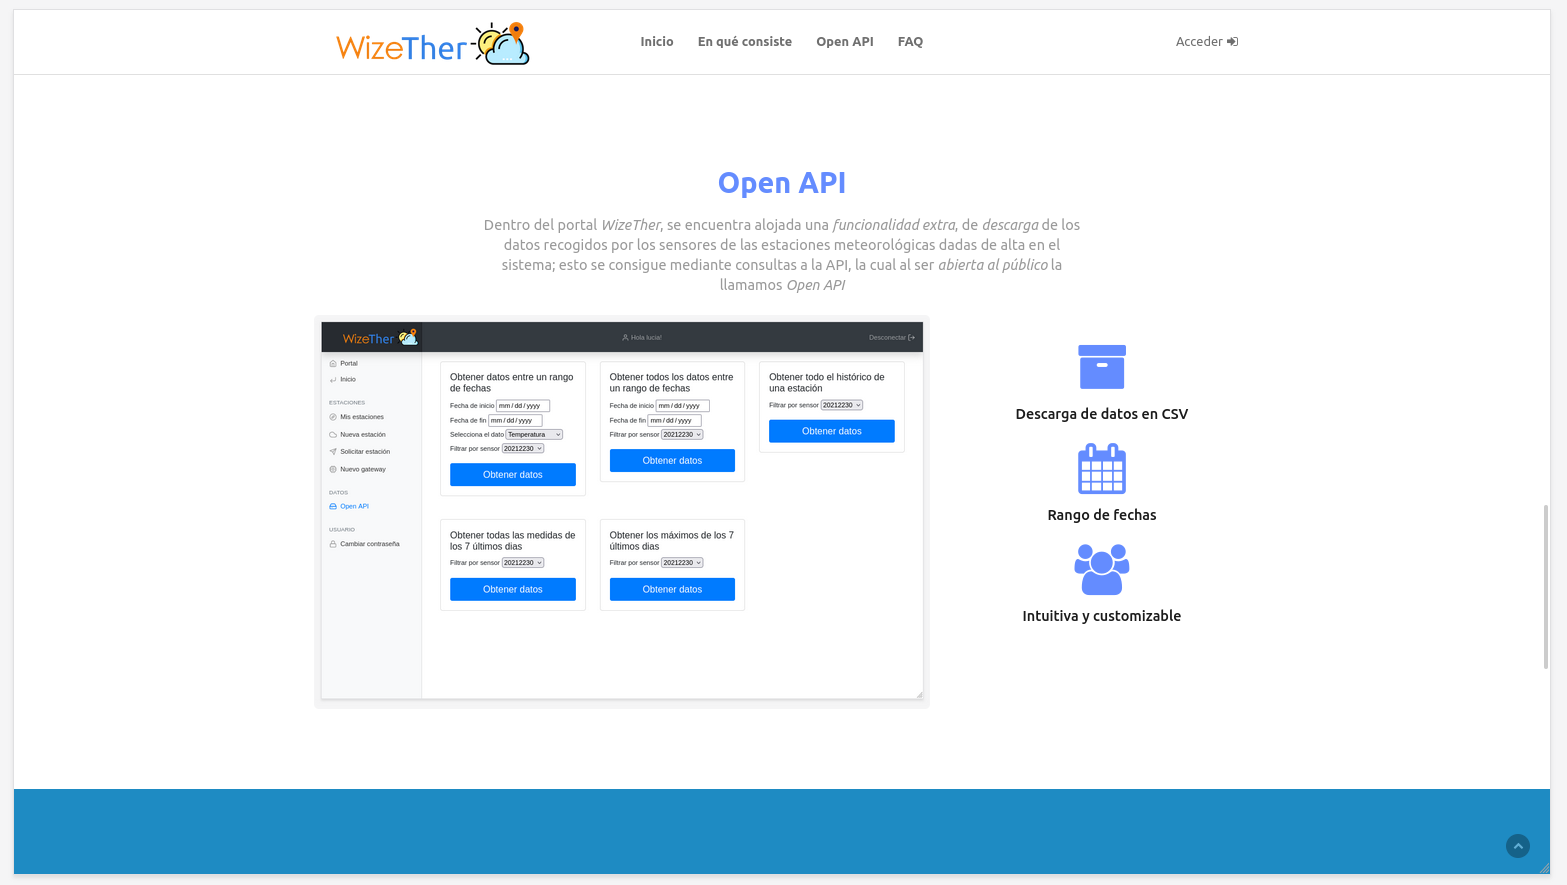 WizeTher
Inicio En qué consiste Open API FAQ
Acceder
Open API
Dentro del portal WizeTher, se encuentra alojada una funcionalidad extra, de descarga de los
datos recogidos por los sensores de las estaciones meteorológicas dadas de alta en el
sistema; esto se consigue mediante consultas a la API, la cual al ser abierta al público la
llamamos Open API
WizeTher
Hola lucia!
Desconectar
Portal
Inicio
ESTACIONES
Mis estaciones
Nueva estación
Solicitar estación
Nuevo gateway
DATOS
Open API
USUARIO
Cambiar contraseña
Obtener datos entre un rango
de fechas
Fecha de inicio mm/dd/yyyy
Fecha de fin mm/dd/yyyy
Selecciona el dato Temperatura
Filtrar por sensor 20212230
Obtener datos
Obtener todos los datos entre
un rango de fechas
Fecha de inicio mm/dd/yyyy
Fecha de fin mm/dd/yyyy
Filtrar por sensor 20212230
Obtener datos
Obtener todo el histórico de
una estación
Filtrar por sensor 20212230
Obtener datos
Obtener todas las medidas de
los 7 últimos dias
Filtrar por sensor 20212230
Obtener datos
Obtener los máximos de los 7
últimos dias
Filtrar por sensor 20212230
Obtener datos
Descarga de datos en CSV
Rango de fechas
Intuitiva y customizable